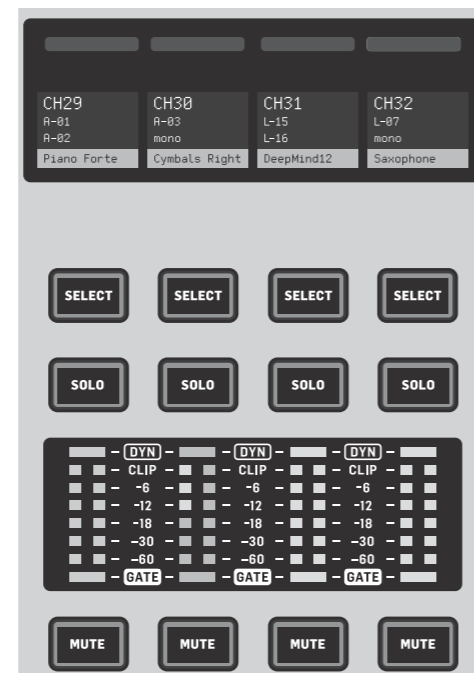 CH29 CH30 CH31 CH32
A-01 A-03 L-15 L-07
A-02 mono L-16 mono
Piano Forte Cymbals Right DeepMind12 Saxophone
SELECT SELECT SELECT SELECT
SOLO SOLO SOLO SOLO
DYN DYN DYN
CLIP CLIP CLIP
-6 -6 -6
-12 -12 -12
-18 -18 -18
-30 -30 -30
-60 -60 -60
GATE GATE GATE
MUTE MUTE MUTE MUTE